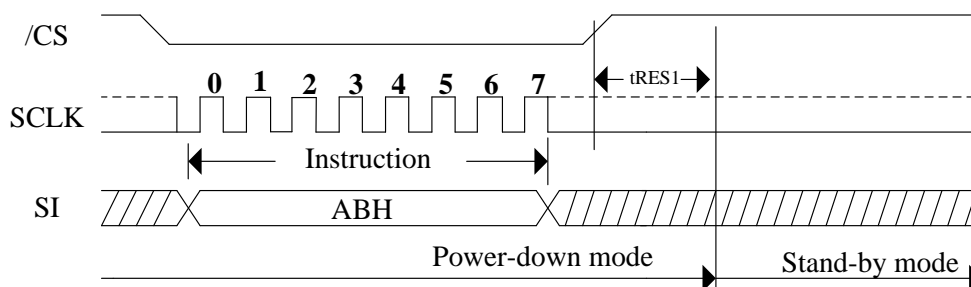 /CS
tRES1
0 1 2 3 4 5 6 7
SCLK
Instruction
SI
ABH
Power-down mode
Stand-by mode